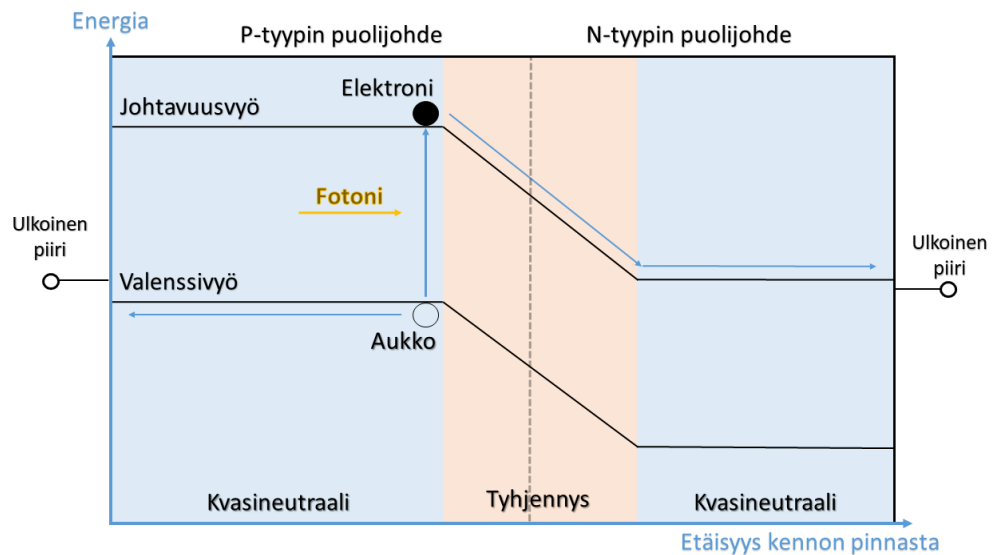 Energia
P-tyypin puolijohde
N-tyypin puolijohde
Elektroni
Johtavuusvyö
Fotoni
Ulkoinen
piiri
Ulkoinen
piiri
Valenssivyö
Aukko
Kvasineutraali
Tyhjennys
Kvasineutraali
Etäisyys kennon pinnasta